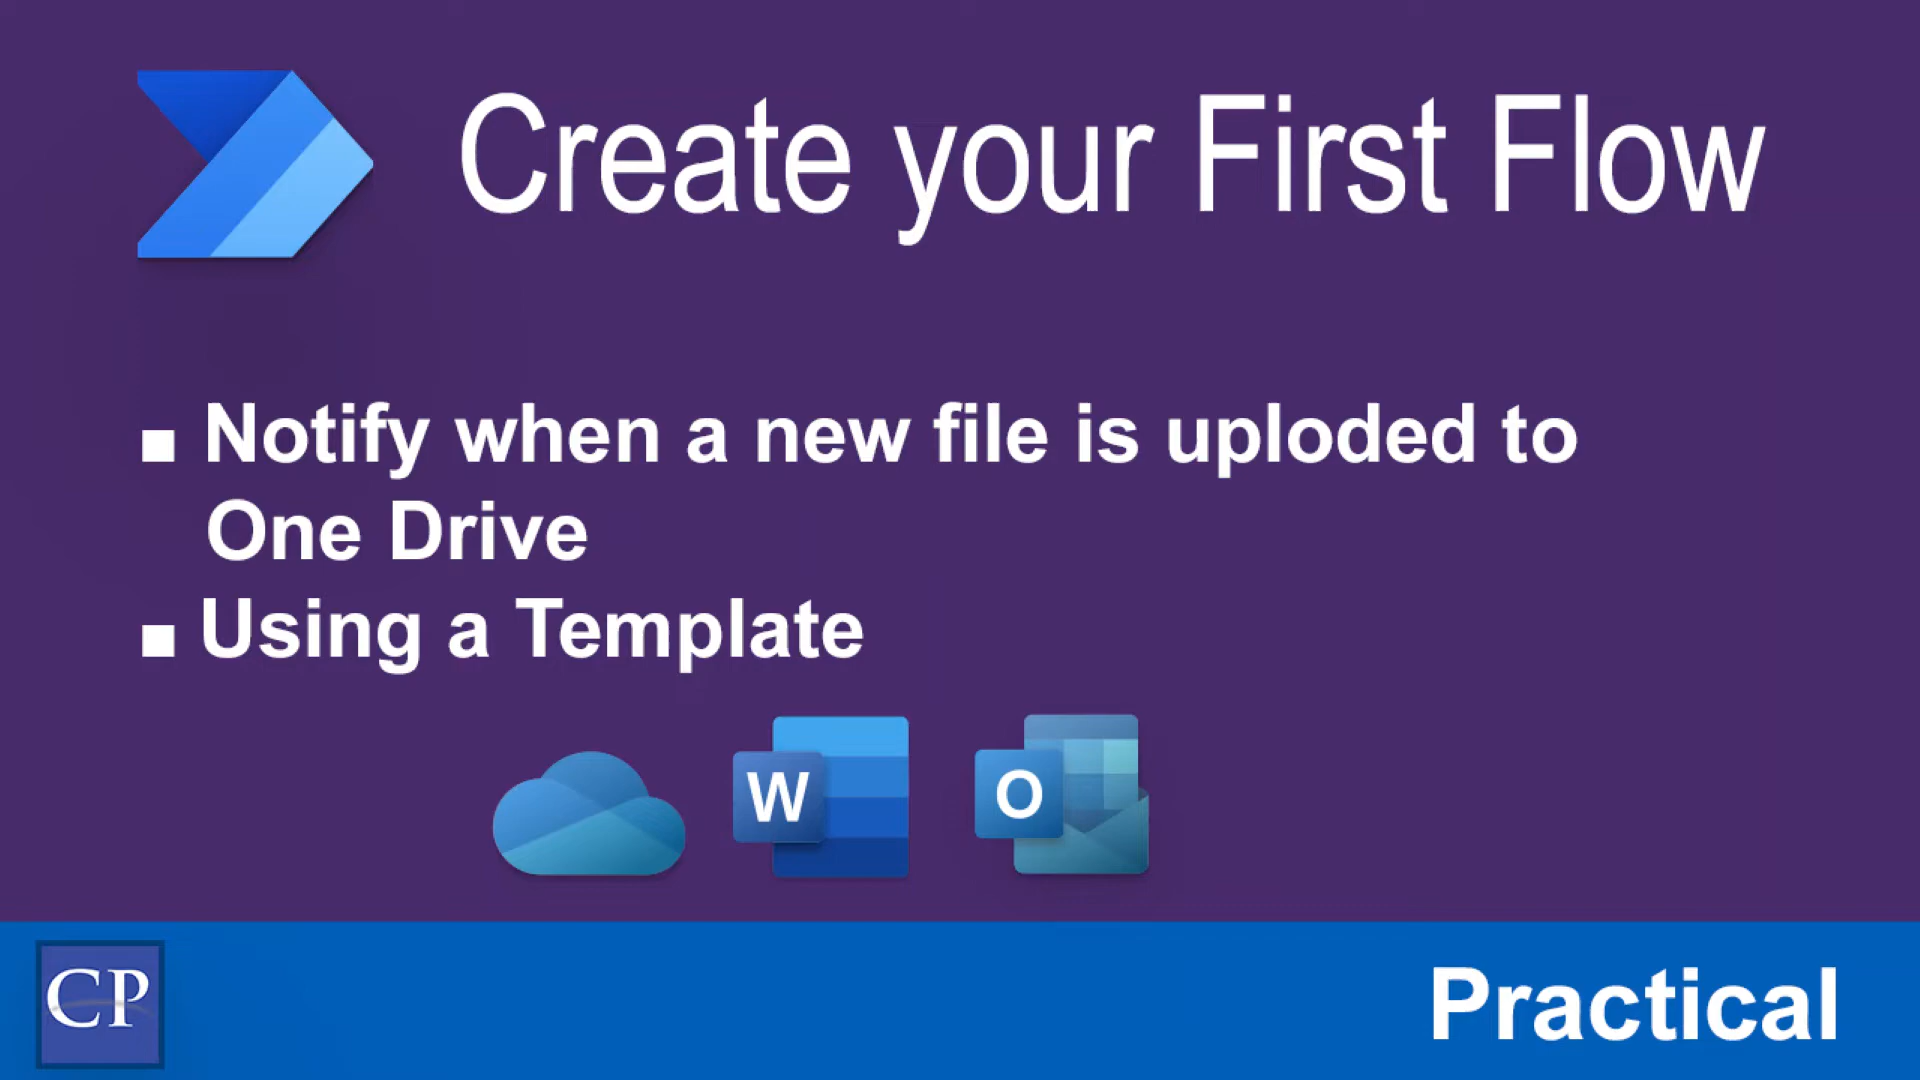 Create your First Flow
▪ Notify when a new file is uploded to
One Drive
▪ Using a Template
W
O
CP
Practical